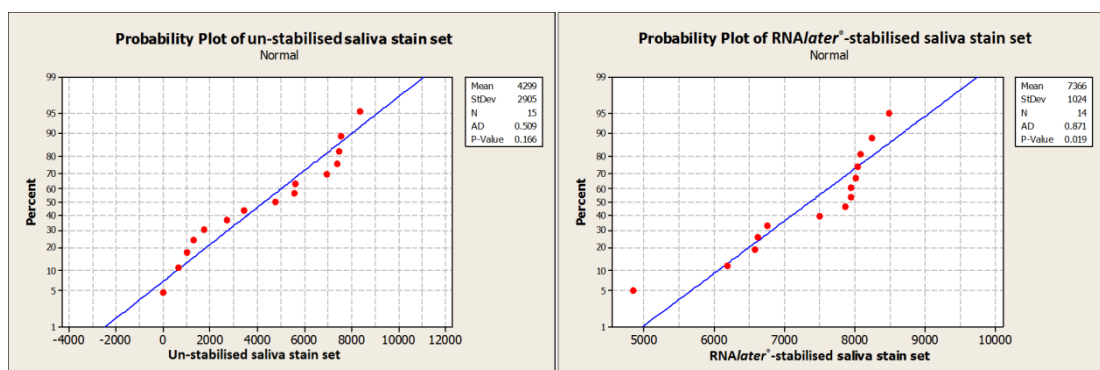 Probability Plot of un-stabilised saliva stain set
Normal
99
95
90
80
70
60
50
40
30
20
10
5
1
Percent
-4000 -2000 0 2000 4000 6000 8000 10000 12000
Un-stabilised saliva stain set
Mean 4299
StDev 2905
N 15
AD 0.509
P-Value 0.166
Probability Plot of RNAlater®-stabilised saliva stain set
Normal
99
95
90
80
70
60
50
40
30
20
10
5
1
Percent
5000 6000 7000 8000 9000 10000
RNAlater®-stabilised saliva stain set
Mean 7366
StDev 1024
N 14
AD 0.871
P-Value 0.019